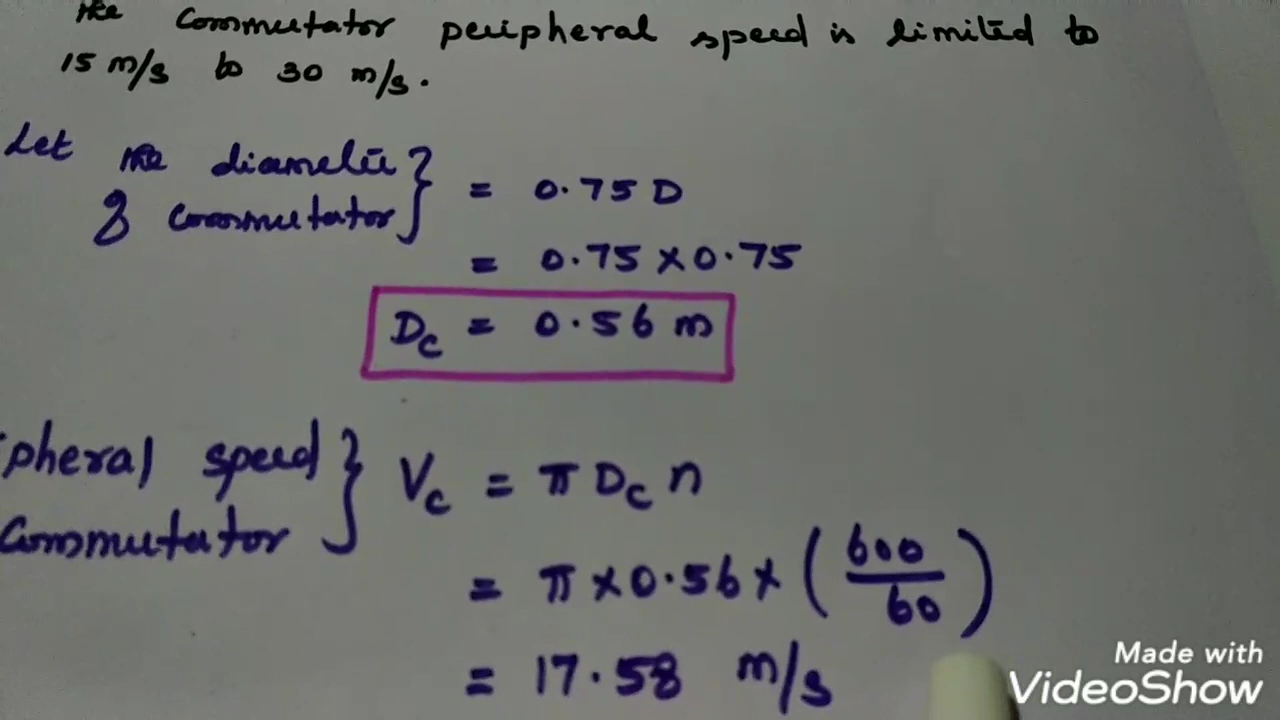 the commutator peripheral speed is limited to
15 m/s to 30 m/s.
Let the diameter } = 0.75 D
of commutator
= 0.75 × 0.75
Dc = 0.56 m
pheral speed } Vc = π Dc n
Commutator
= π × 0.56 × (600/60)
= 17.58 m/s
Made with
VideoShow